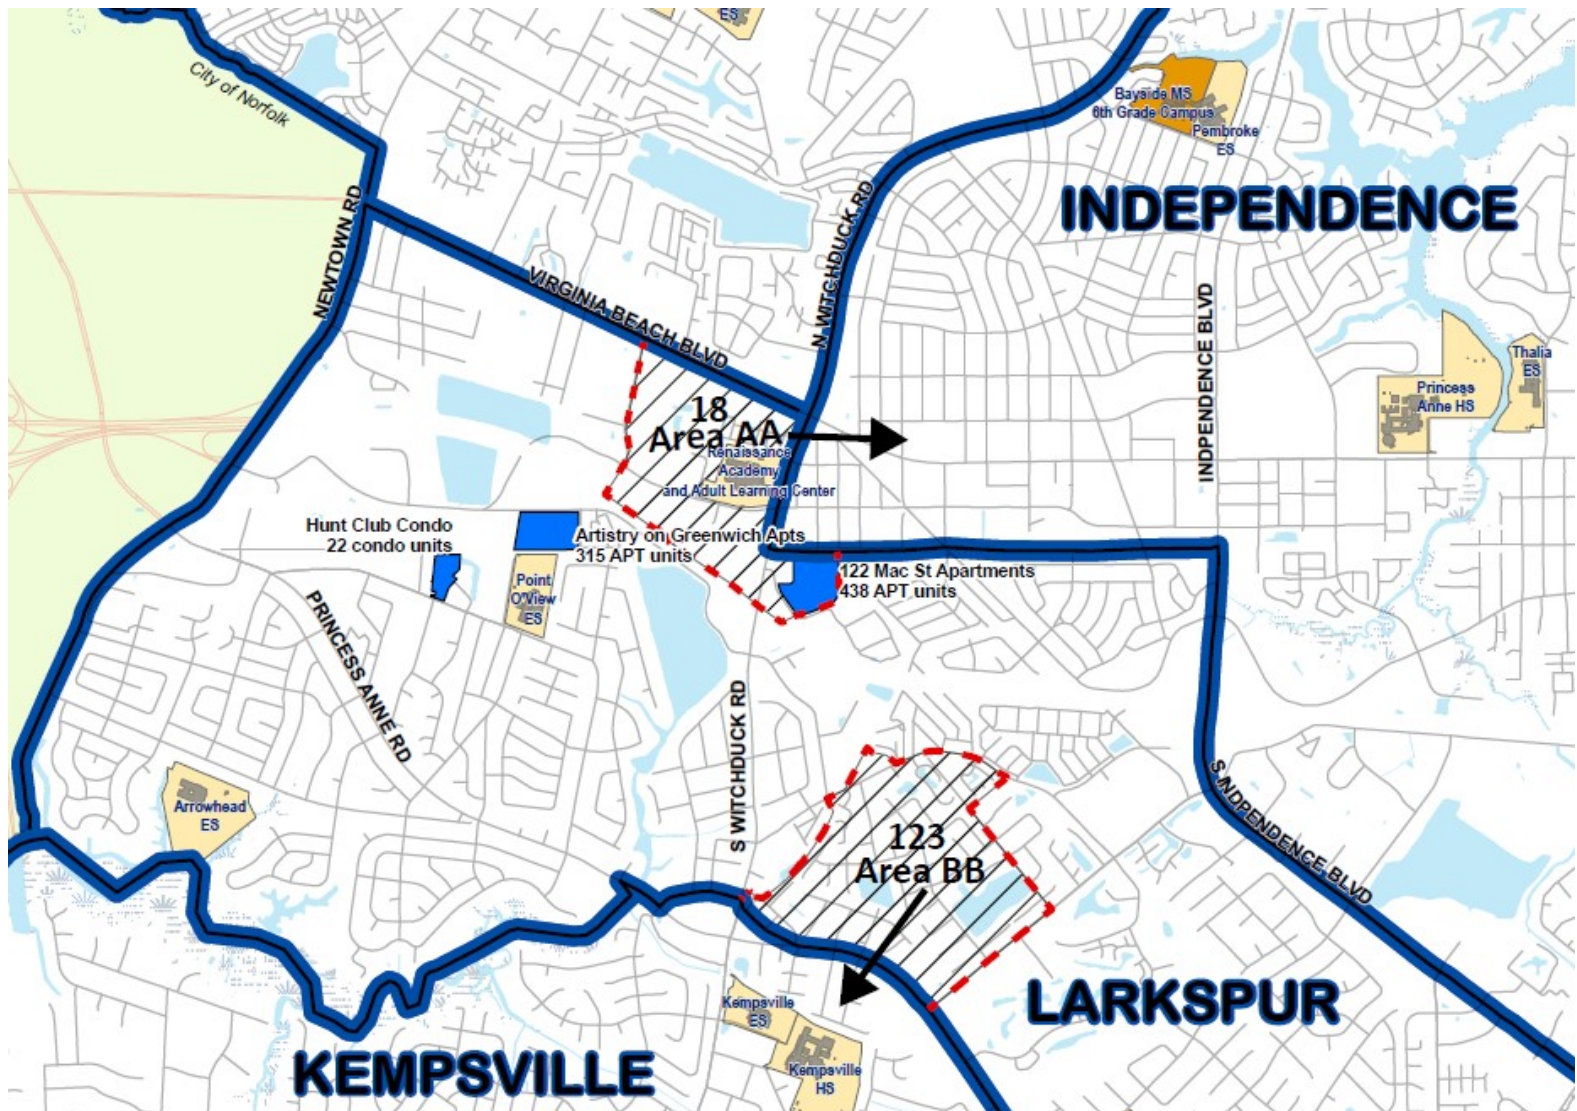 ES
City of Norfolk
Bayside MS
6th Grade Campus
Pembroke
ES
INDEPENDENCE
NEWTOWN RD
N WITCHDUCK RD
VIRGINIA BEACH BLVD
INDPENDENCE BLVD
Thalia
ES
Princess
Anne HS
18
Area AA
Renaissance
Academy
and Adult Learning Center
Hunt Club Condo
22 condo units
Artistry on Greenwich Apts
315 APT units
Point
O'View
ES
122 Mac St Apartments
438 APT units
PRINCESS ANNE RD
S WITCHDUCK RD
Arrowhead
ES
S INDPENDENCE BLVD
123
Area BB
LARKSPUR
Kempsville
ES
Kempsville
HS
KEMPSVILLE